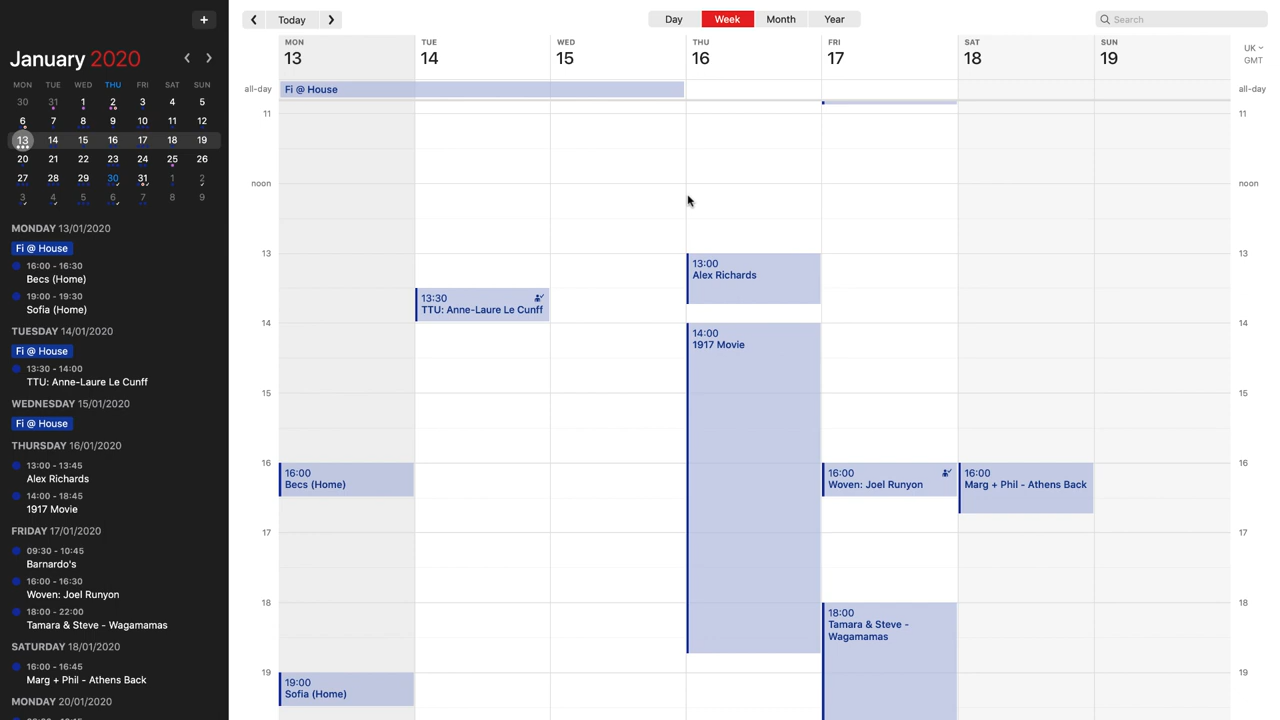 +
January 2020
MON TUE WED THU FRI SAT SUN
30 31 1 2 3 4 5
6 7 8 9 10 11 12
13 14 15 16 17 18 19
20 21 22 23 24 25 26
27 28 29 30 31 1 2
3 4 5 6 7 8 9
MONDAY 13/01/2020
Fi @ House
16:00 - 16:30
Becs (Home)
19:00 - 19:30
Sofia (Home)
TUESDAY 14/01/2020
Fi @ House
13:30 - 14:00
TTU: Anne-Laure Le Cunff
WEDNESDAY 15/01/2020
Fi @ House
THURSDAY 16/01/2020
13:00 - 13:45
Alex Richards
14:00 - 18:45
1917 Movie
FRIDAY 17/01/2020
09:30 - 10:45
Barnardo's
16:00 - 16:30
Woven: Joel Runyon
18:00 - 22:00
Tamara & Steve - Wagamamas
SATURDAY 18/01/2020
16:00 - 16:45
Marg + Phil - Athens Back
MONDAY 20/01/2020
Today
Day Week Month Year
Search
MON TUE WED THU FRI SAT SUN
13 14 15 16 17 18 19
UK
GMT
all-day Fi @ House all-day
11 11
noon noon
13 13
13:00
Alex Richards
13:30
TTU: Anne-Laure Le Cunff
14 14
14:00
1917 Movie
15 15
16 16
16:00
Becs (Home)
16:00
Woven: Joel Runyon
16:00
Marg + Phil - Athens Back
17 17
18 18
18:00
Tamara & Steve -
Wagamamas
19 19
19:00
Sofia (Home)